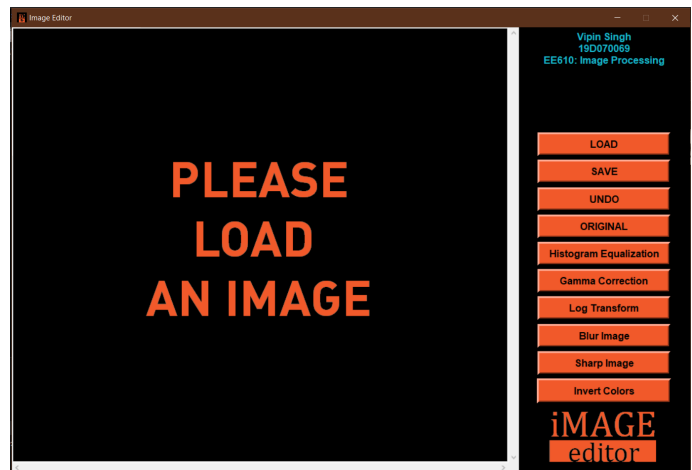 Image Editor
Vipin Singh
19D070069
EE610: Image Processing
PLEASE
LOAD
AN IMAGE
LOAD
SAVE
UNDO
ORIGINAL
Histogram Equalization
Gamma Correction
Log Transform
Blur Image
Sharp Image
Invert Colors
iMAGE
editor